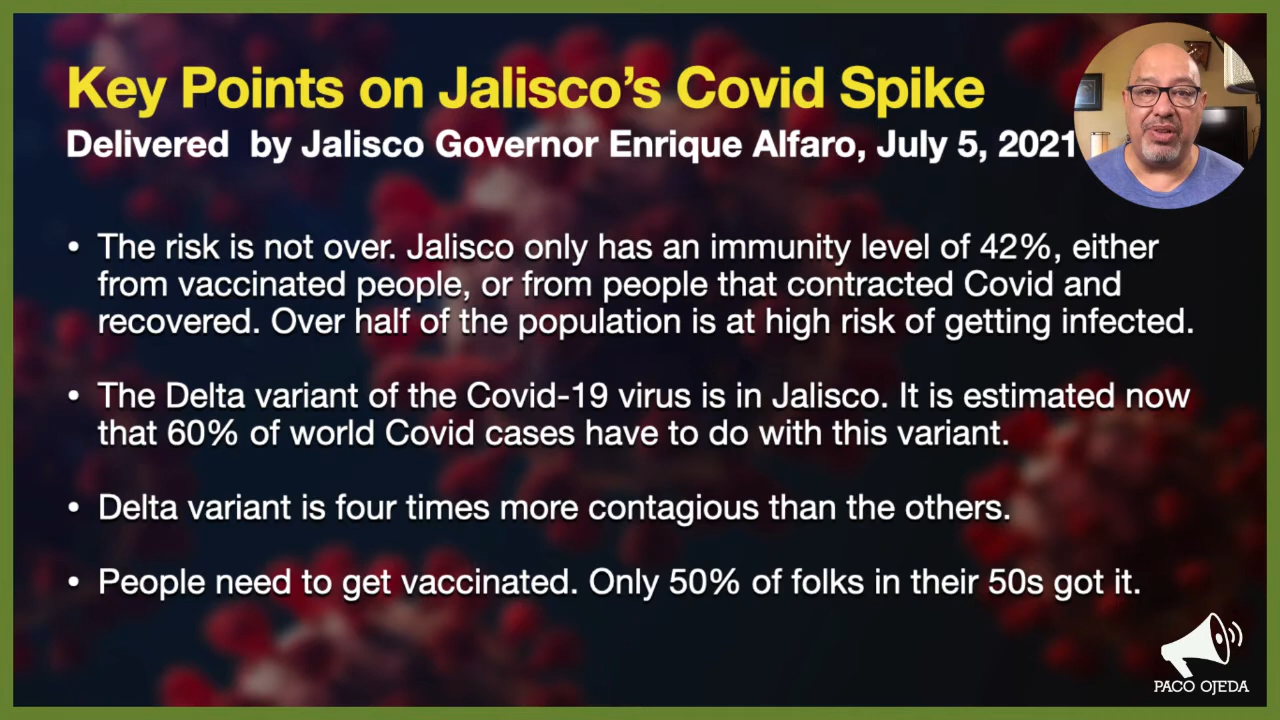 Key Points on Jalisco's Covid Spike
Delivered  by Jalisco Governor Enrique Alfaro, July 5, 2021
• The risk is not over. Jalisco only has an immunity level of 42%, either
from vaccinated people, or from people that contracted Covid and
recovered. Over half of the population is at high risk of getting infected.
• The Delta variant of the Covid-19 virus is in Jalisco. It is estimated now
that 60% of world Covid cases have to do with this variant.
• Delta variant is four times more contagious than the others.
• People need to get vaccinated. Only 50% of folks in their 50s got it.
PACO OJEDA